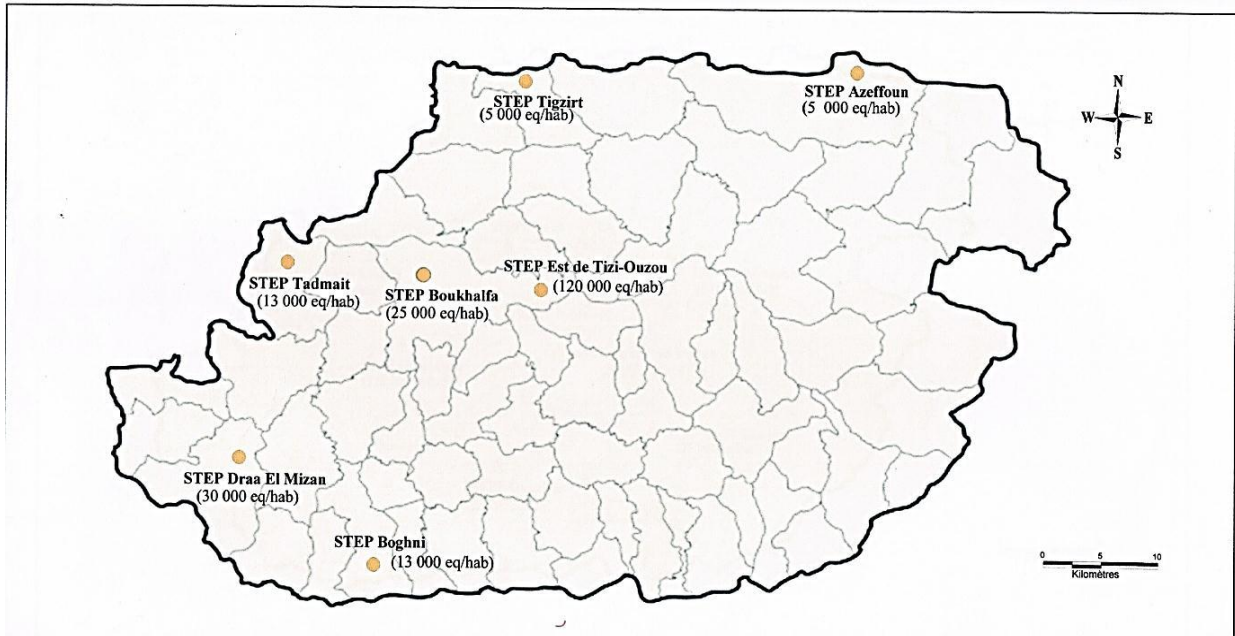 STEP Tigzirt
(5 000 eq/hab)
STEP Azeffoun
(5 000 eq/hab)
N
W E
S
STEP Tadmait
(13 000 eq/hab)
STEP Boukhalfa
(25 000 eq/hab)
STEP Est de Tizi-Ouzou
(120 000 eq/hab)
STEP Draa El Mizan
(30 000 eq/hab)
STEP Boghni
(13 000 eq/hab)
0 5 10
Kilomètres